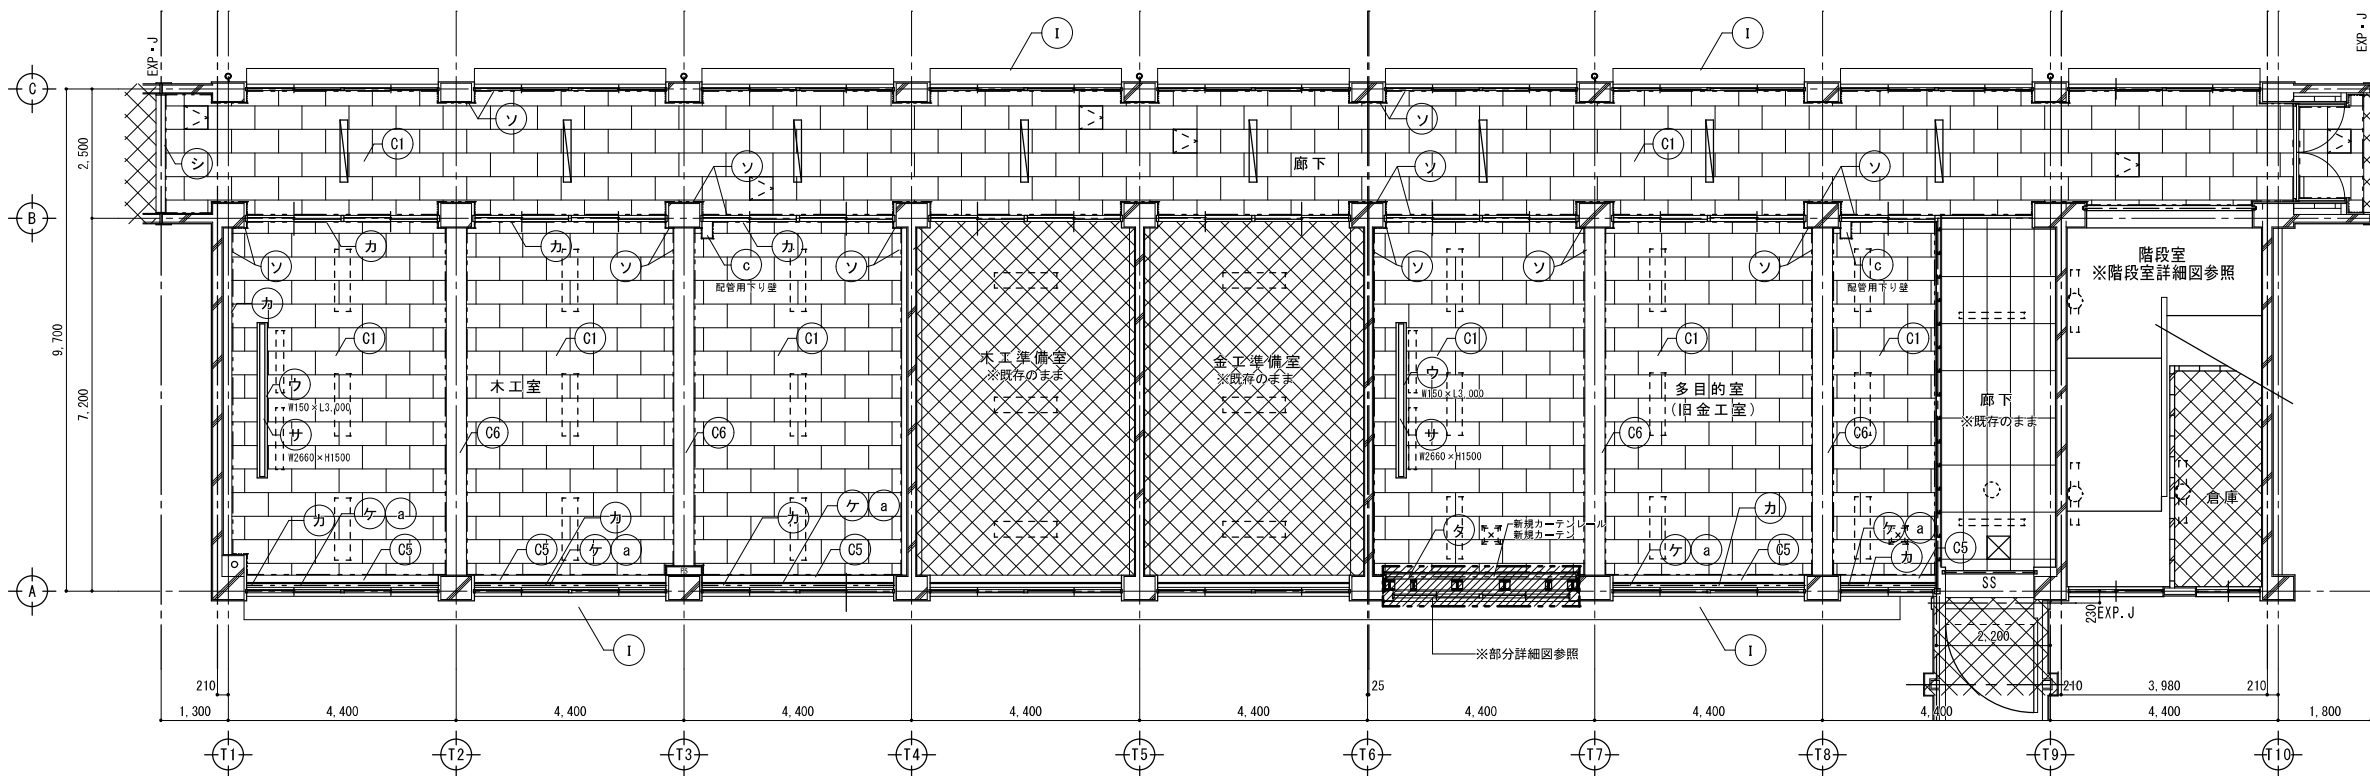 EXP・J
I
I
EXP・J
C
ソ
ソ
2,500
シ
C1
ソ
廊下
ソ
C1
ソ
B
カ
カ
カ
ソ
ソ
c
ソ
配管用下り壁
ソ
ソ
ソ
c
配管用下り壁
階段室
※階段室詳細図参照
カ
9,700
7,200
C1
C1
C1
木工準備室
※既存のまま
金工準備室
※既存のまま
C1
C1
C1
ウ
W150×L3,000
木工室
ウ
W150×L3,000
多目的室
(旧金工室)
廊下
※既存のまま
サ
W2660×H1500
C6
C6
サ
W2660×H1500
C6
C6
倉庫
カ
ケ
a
カ
カ
ケ
a
タ
新規カーテンレール
新規カーテン
カ
ケ
a
C5
C5
ケ
a
C5
ケ
a
C5
カ
C5
PS
SS
A
230
EXP.J
2,200
I
※部分詳細図参照
I
210
25
210
3,980
210
1,300
4,400
4,400
4,400
4,400
4,400
4,400
4,400
4,400
4,400
1,800
T1
T2
T3
T4
T5
T6
T7
T8
T9
T10